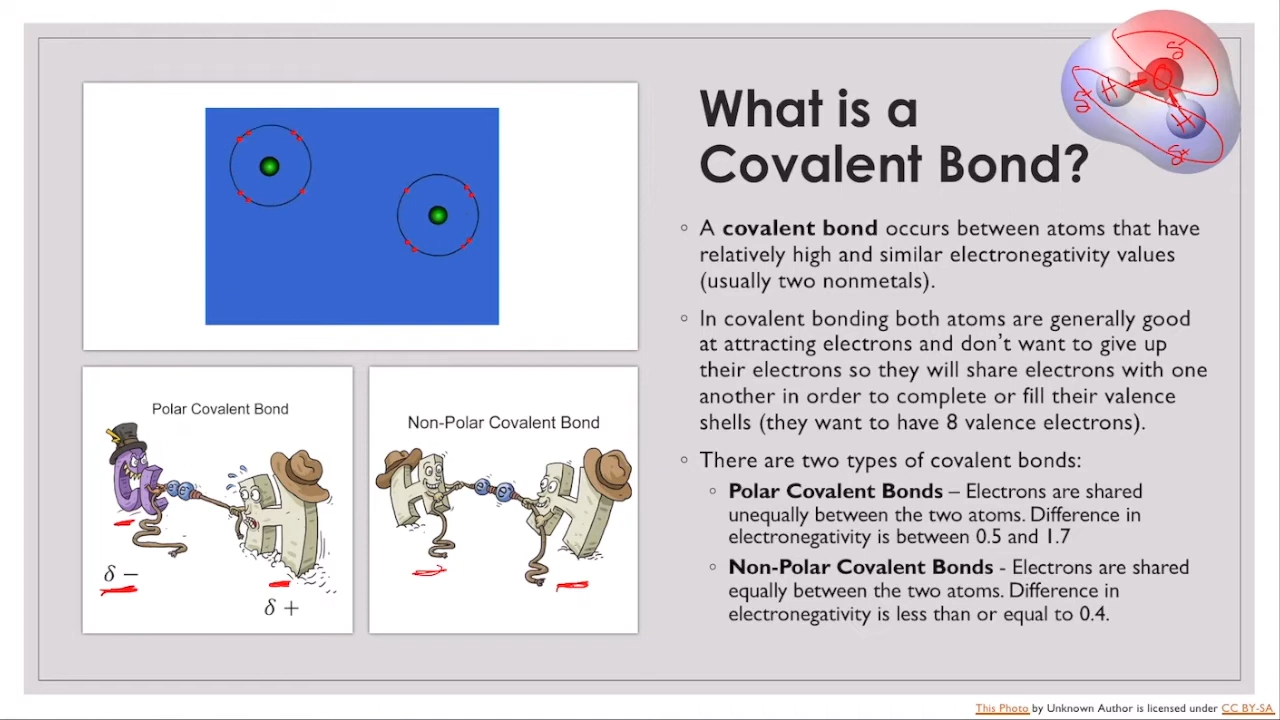 What is a
Covalent Bond?
δ-
O
H
δ+
H
δ+
◦ A covalent bond occurs between atoms that have
relatively high and similar electronegativity values
(usually two nonmetals).
◦ In covalent bonding both atoms are generally good
at attracting electrons and don’t want to give up
their electrons so they will share electrons with one
another in order to complete or fill their valence
shells (they want to have 8 valence electrons).
◦ There are two types of covalent bonds:
◦ Polar Covalent Bonds – Electrons are shared
unequally between the two atoms. Difference in
electronegativity is between 0.5 and 1.7
◦ Non-Polar Covalent Bonds - Electrons are shared
equally between the two atoms. Difference in
electronegativity is less than or equal to 0.4.
Polar Covalent Bond
Cl
H
δ −
δ +
Non-Polar Covalent Bond
H
H
This Photo by Unknown Author is licensed under CC BY-SA